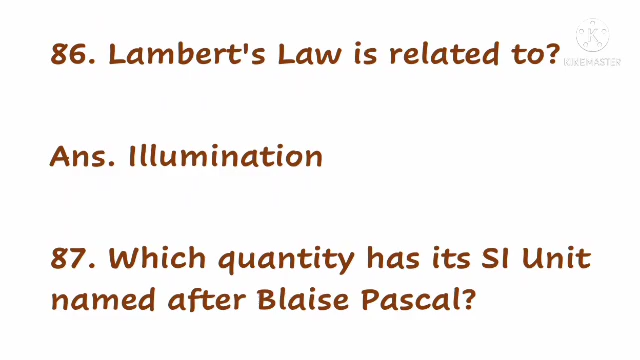 86. Lambert's Law is related to?
KINEMASTER
Ans. Illumination
87. Which quantity has its SI Unit
named after Blaise Pascal?